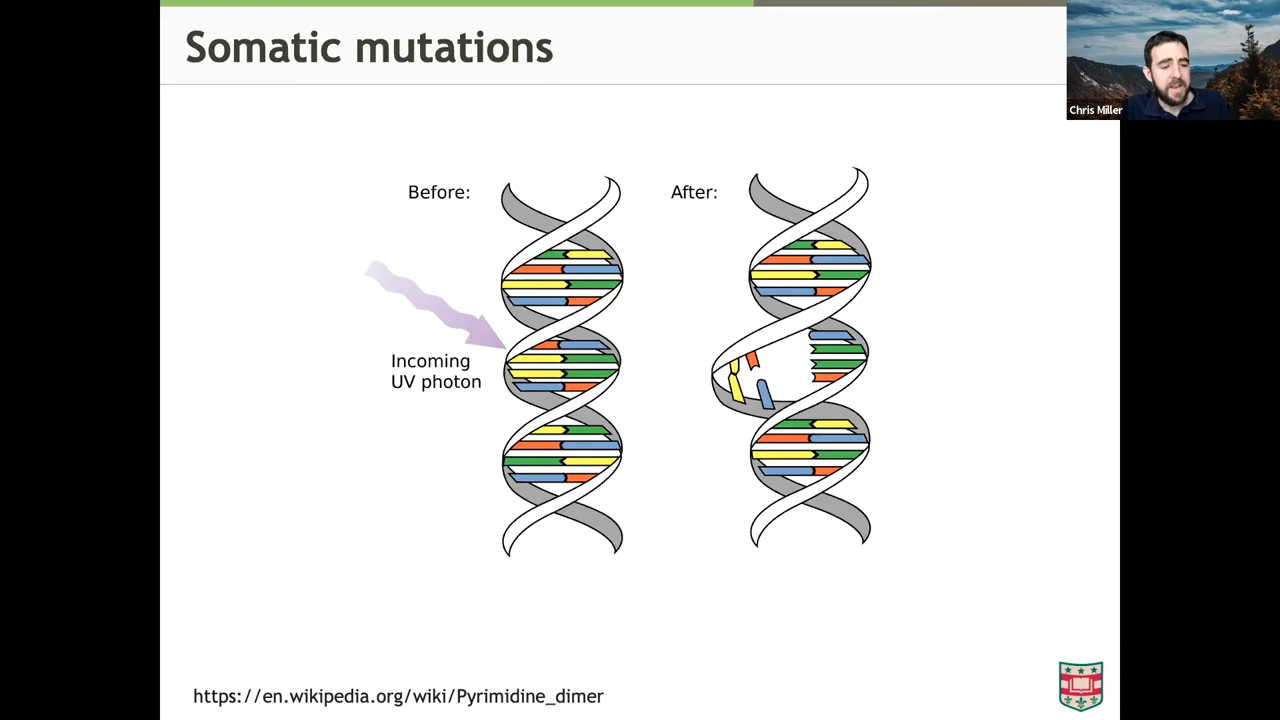 Somatic mutations
Chris Miller
Before:
After:
Incoming
UV photon
https://en.wikipedia.org/wiki/Pyrimidine_dimer